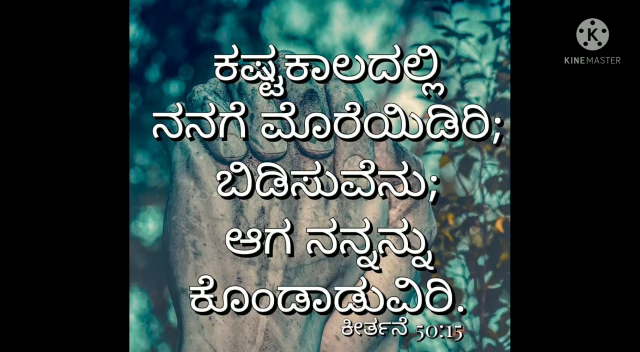 ಕಷ್ಟಕಾಲದಲ್ಲಿ
ನನಗೆ ಮೊರೆಯಿಡಿರಿ;
ಬಿಡಿಸುವೆನು;
ಆಗ ನನ್ನನ್ನು
ಕೊಂಡಾಡುವಿರಿ.
ಕೀರ್ತನೆ 50:15
K
KINEMASTER